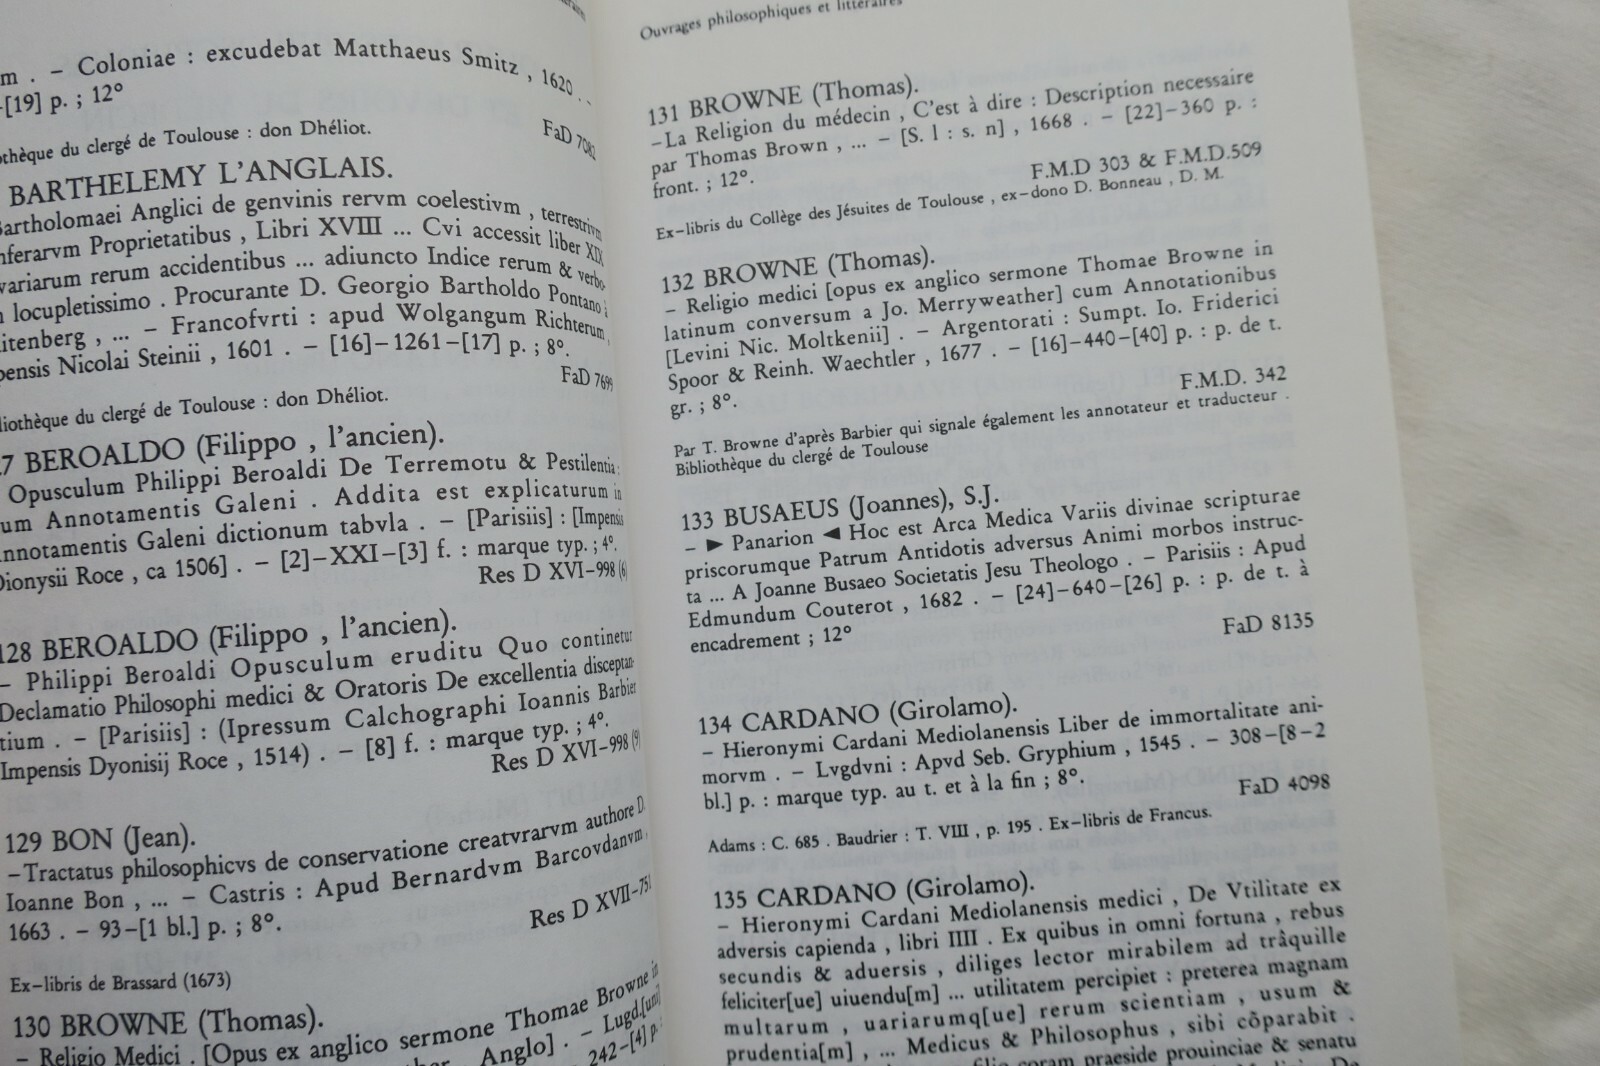 m . – Coloniae : excudebat Matthaeus Smitz , 1620 . -
-[19] p. ; 12°
FaD 7082
othèque du clergé de Toulouse : don Dhéliot.
BARTHELEMY L'ANGLAIS.
Bartholomaei Anglici de genvinis rervm coelestivm , terrestrivm
nferarvm Proprietatibus , Libri XVIII ... Cvi accessit liber XIX
variarum rerum accidentibus ... adiuncto Indice rerum & verbo-
locupletissimo . Procurante D. Georgio Bartholdo Pontano à
itenberg , ... – Francofvrti : apud Wolgangum Richterum ,
pensis Nicolai Steinii , 1601 . – [16]–1261–[17] p. ; 8°.
FaD 7699
bliothèque du clergé de Toulouse : don Dhéliot.
7 BEROALDO (Filippo , l'ancien).
Opusculum Philippi Beroaldi De Terremotu & Pestilentia :
um Annotamentis Galeni . Addita est explicaturum in
nnotamentis Galeni dictionum tabvla . – [Parisiis] : [Impensis
Dionysii Roce , ca 1506] . – [2]–XXI–[3] f. : marque typ. ; 4°.
Res D XVI–998 (6)
128 BEROALDO (Filippo , l'ancien).
– Philippi Beroaldi Opusculum eruditu Quo continetur
Declamatio Philosophi medici & Oratoris De excellentia disceptan-
tium . – [Parisiis] : (Ipressum Calchographi Ioannis Barbier
Impensis Dyonisij Roce , 1514) . – [8] f. : marque typ. ; 4°.
Res D XVI–998 (9)
129 BON (Jean).
–Tractatus philosophicvs de conservatione creatvrarvm authore D.
Ioanne Bon , ... – Castris : Apud Bernardvm Barcovdanvm ,
1663 . – 93–[1 bl.] p. ; 8°.
Res D XVII–751
Ex–libris de Brassard (1673)
130 BROWNE (Thomas).
– Religio Medici . [Opus ex anglico sermone Thomae Browne in
Anglo] . – Lugd.[uni]
242–[4] p. :
Ouvrages philosophiques et littéraires
131 BROWNE (Thomas).
–La Religion du médecin , C'est à dire : Description necessaire
par Thomas Brown , ... – [S. l : s. n] , 1668 . – [22]–360 p. :
front. ; 12°.
F.M.D 303 & F.M.D.509
Ex–libris du Collège des Jésuites de Toulouse , ex–dono D. Bonneau , D. M.
132 BROWNE (Thomas).
– Religio medici [opus ex anglico sermone Thomae Browne in
latinum conversum a Jo. Merryweather] cum Annotationibus
[Levini Nic. Moltkenii] . – Argentorati : Sumpt. Io. Friderici
Spoor & Reinh. Waechtler , 1677 . – [16]–440–[40] p. : p. de t.
gr. ; 8°.
F.M.D. 342
Par T. Browne d'après Barbier qui signale également les annotateur et traducteur .
Bibliothèque du clergé de Toulouse
133 BUSAEUS (Joannes), S.J.
– ► Panarion ◄ Hoc est Arca Medica Variis divinae scripturae
priscorumque Patrum Antidotis adversus Animi morbos instruc-
ta ... A Joanne Busaeo Societatis Jesu Theologo . – Parisiis : Apud
Edmundum Couterot , 1682 . – [24]–640–[26] p. : p. de t. à
encadrement ; 12°
FaD 8135
134 CARDANO (Girolamo).
– Hieronymi Cardani Mediolanensis Liber de immortalitate ani-
morvm . – Lvgdvni : Apvd Seb. Gryphium , 1545 . – 308–[8–2
bl.] p. : marque typ. au t. et à la fin ; 8°.
FaD 4098
Adams : C. 685 . Baudrier : T. VIII , p. 195 . Ex–libris de Francus.
135 CARDANO (Girolamo).
– Hieronymi Cardani Mediolanensis medici , De Vtilitate ex
adversis capienda , libri IIII . Ex quibus in omni fortuna , rebus
secundis & aduersis , diliges lector mirabilem ad trâquille
feliciter[ue] uiuendu[m] ... utilitatem percipiet : preterea magnam
multarum , uariarumq[ue] rerum scientiam , usum &
prudentia[m] , ... Medicus & Philosophus , sibi côparabit .
filio coram praeside prouinciae & senatu